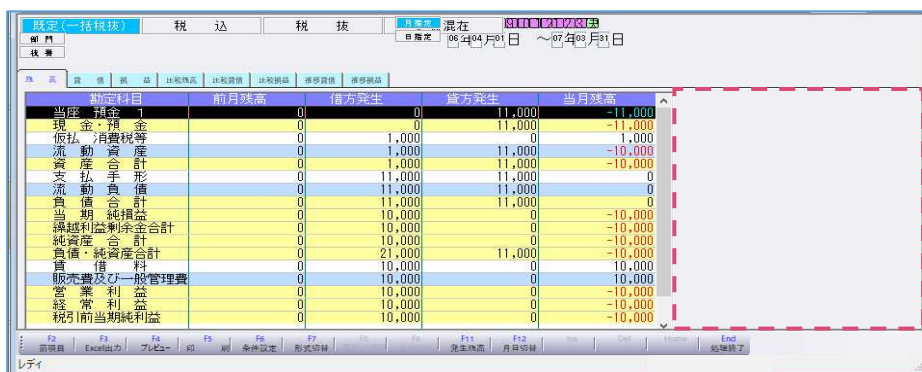 既定(一括税抜) 税 込 税 抜 月指定 混在
部 門 日指定 06年04月01日 ～07年03月31日
枝 番
残 高 貸 借 損 益 比較残高 比較貸借 比較損益 推移貸借 推移損益
勘定科目 前月残高 借方発生 貸方発生 当月残高
当座 預金 1 0 0 11,000 -11,000
現 金・預 金 0 0 11,000 -11,000
仮払 消費税等 0 1,000 0 1,000
流 動 資 産 0 1,000 11,000 -10,000
資 産 合 計 0 1,000 11,000 -10,000
支 払 手 形 0 11,000 11,000 0
流 動 負 債 0 11,000 11,000 0
負 債 合 計 0 11,000 11,000 0
当 期 純損益 0 10,000 0 -10,000
繰越利益剰余金合計 0 10,000 0 -10,000
純資産 合 計 0 10,000 0 -10,000
負債・純資産合計 0 21,000 11,000 -10,000
賃 借 料 0 10,000 0 10,000
販売費及び一般管理費 0 10,000 0 10,000
営 業 利 益 0 10,000 0 -10,000
経 常 利 益 0 10,000 0 -10,000
税引前当期純利益 0 10,000 0 -10,000
F2 F3 F4 F5 F6 F7 F11 F12 Ins Del Home End
前項目 Excel出力 プレビュー 印 刷 条件設定 形式切替 発生残高 月日切替 処理終了
レディ